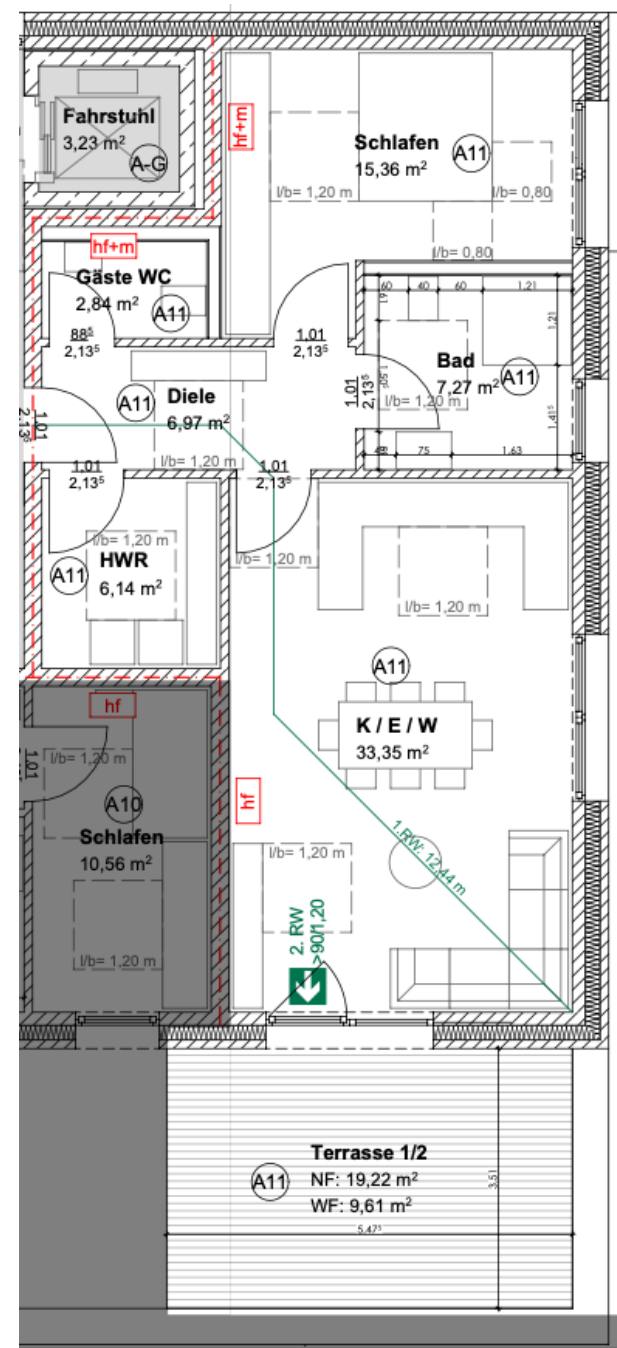 Fahrstuhl
3,23 m²
A-G
hf+m
Schlafen
15,36 m²
A11
l/b= 1,20 m
l/b= 0,80
l/b= 0,80
hf+m
Gäste WC
2,84 m²
A11
88⁵
2,13⁵
1,01
2,13⁵
60
40
60
1,21
1,21
Bad
7,27 m²
A11
l/b= 1,20 m
1,50⁵
1,41⁵
1,01
2,13⁵
75
1,63
Diele
6,97 m²
A11
l/b= 1,20 m
1,01
2,13⁵
1,01
2,13⁵
1,01
2,13⁵
l/b= 1,20 m
HWR
6,14 m²
A11
l/b= 1,20 m
l/b= 1,20 m
A11
K / E / W
33,35 m²
hf
hf
1,01
l/b= 1,20 m
A10
Schlafen
10,56 m²
l/b= 1,20 m
l/b= 1,20 m
1.RW: 12,44 m
2. RW
>90/1,20
Terrasse 1/2
NF: 19,22 m²
WF: 9,61 m²
A11
3,51
5,47⁵